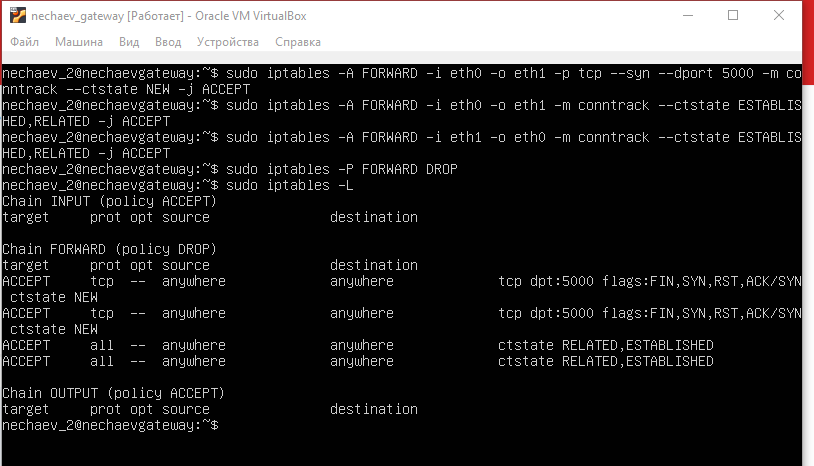 nechaev_gateway [Работает] - Oracle VM VirtualBox
Файл Машина Вид Ввод Устройства Справка
nechaev_2@nechaevgateway:~$ sudo iptables -A FORWARD -i eth0 -o eth1 -p tcp --syn --dport 5000 -m co
nntrack --ctstate NEW -j ACCEPT
nechaev_2@nechaevgateway:~$ sudo iptables -A FORWARD -i eth0 -o eth1 -m conntrack --ctstate ESTABLIS
HED,RELATED -j ACCEPT
nechaev_2@nechaevgateway:~$ sudo iptables -A FORWARD -i eth1 -o eth0 -m conntrack --ctstate ESTABLIS
HED,RELATED -j ACCEPT
nechaev_2@nechaevgateway:~$ sudo iptables -P FORWARD DROP
nechaev_2@nechaevgateway:~$ sudo iptables -L
Chain INPUT (policy ACCEPT)
target prot opt source destination
Chain FORWARD (policy DROP)
target prot opt source destination
ACCEPT tcp -- anywhere anywhere tcp dpt:5000 flags:FIN,SYN,RST,ACK/SYN
ctstate NEW
ACCEPT tcp -- anywhere anywhere tcp dpt:5000 flags:FIN,SYN,RST,ACK/SYN
ctstate NEW
ACCEPT all -- anywhere anywhere ctstate RELATED,ESTABLISHED
ACCEPT all -- anywhere anywhere ctstate RELATED,ESTABLISHED
Chain OUTPUT (policy ACCEPT)
target prot opt source destination
nechaev_2@nechaevgateway:~$